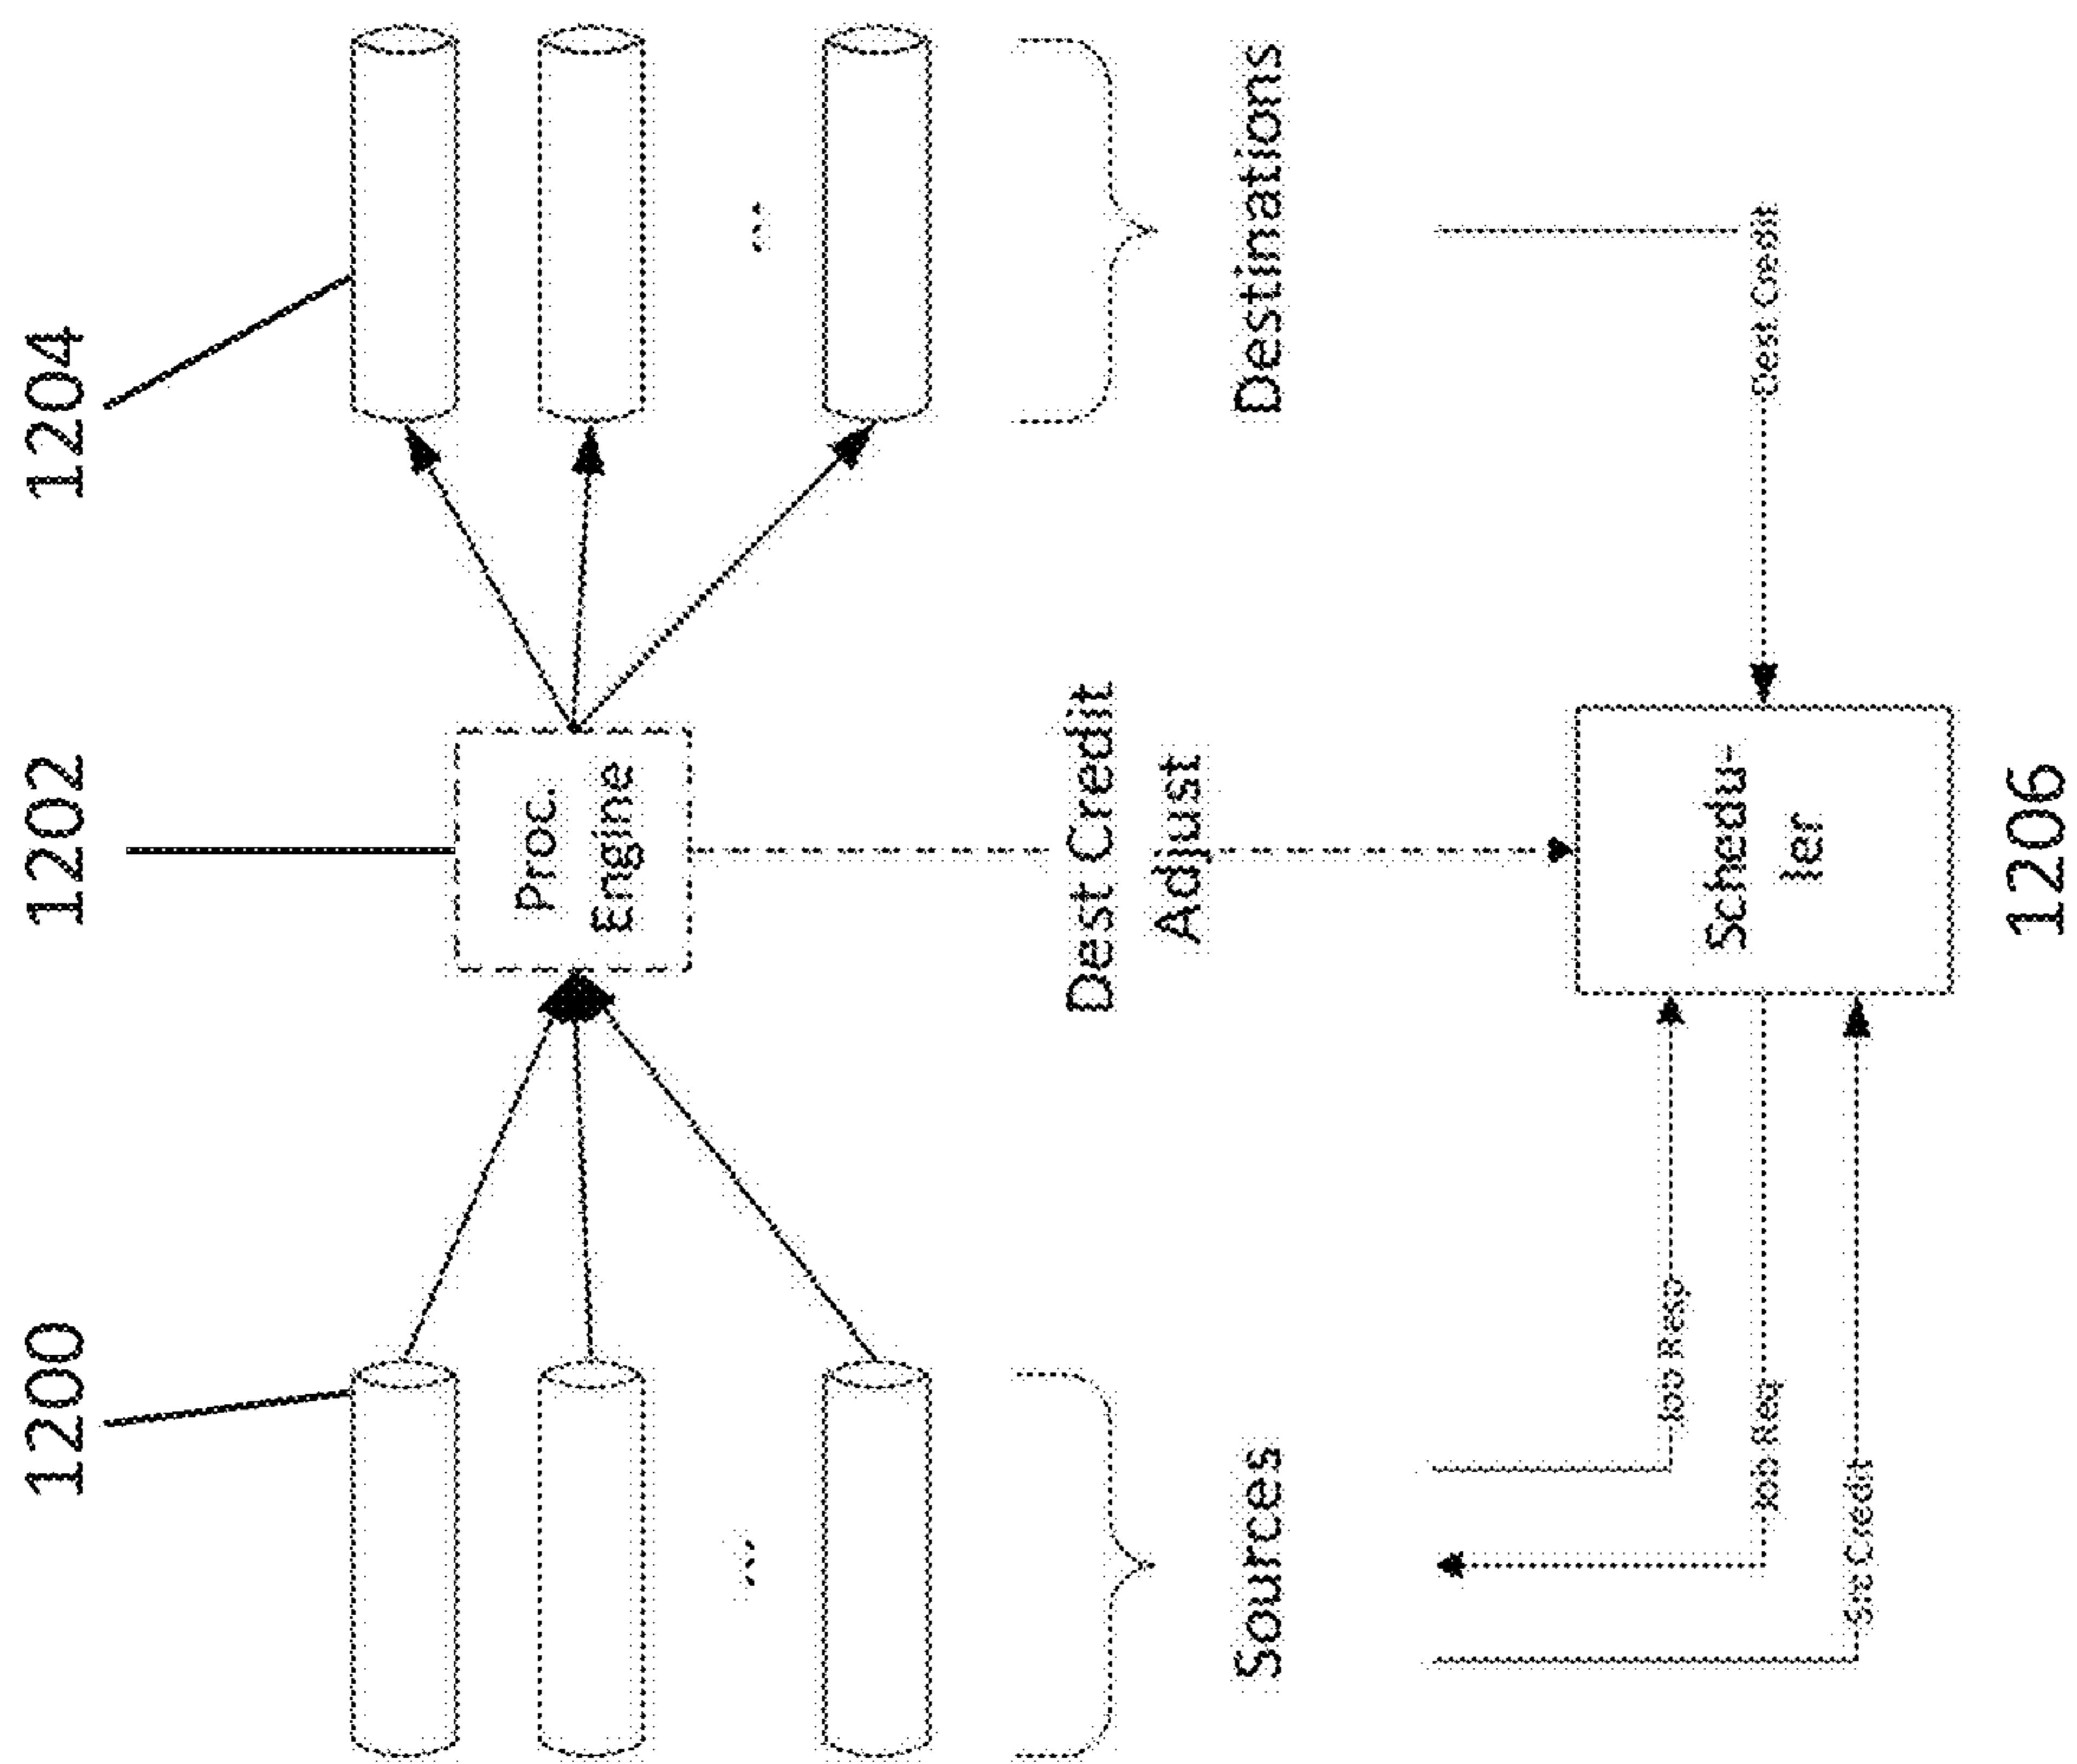 1200
1202
1204
Proc.
Engine
...
...
Sources
Dest Credit
Adjust
Destinations
Job Resp
Job Req
Src Credit
Dest Credit
Schedu-
ler
1206